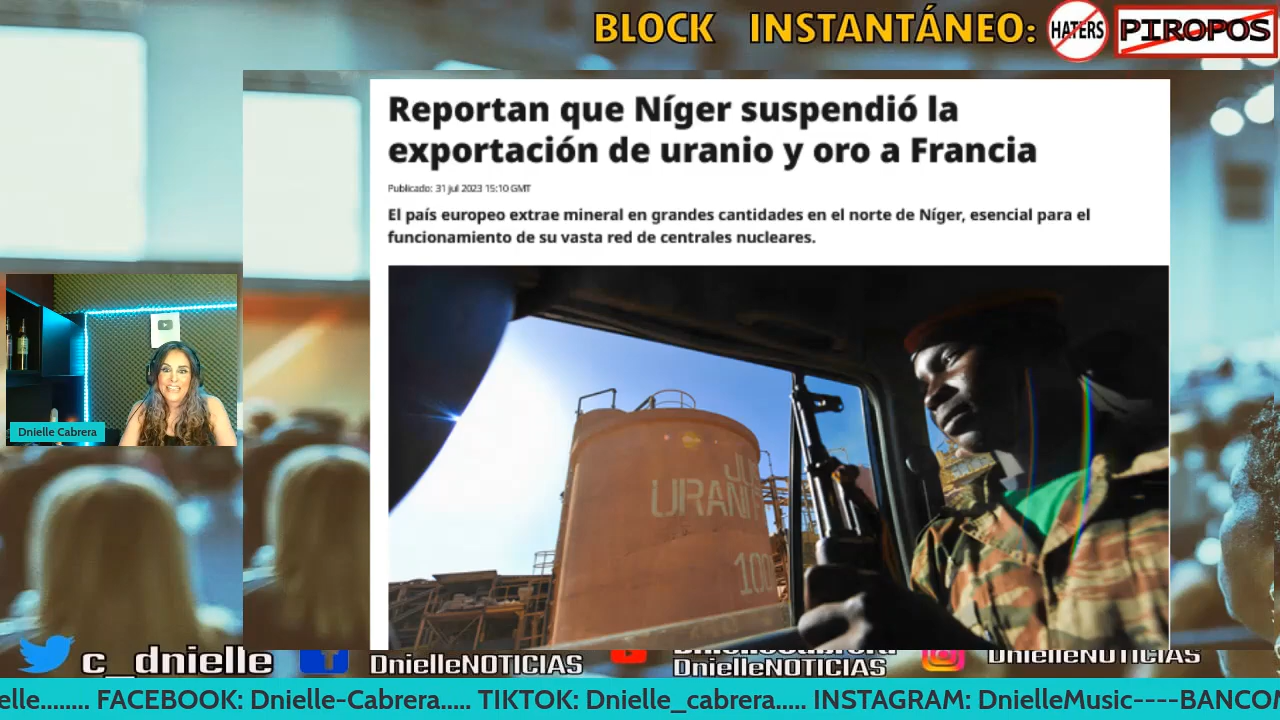 BLOCK INSTANTÁNEO: HATERS PIROPOS
Reportan que Níger suspendió la
exportación de uranio y oro a Francia
Publicado: 31 jul 2023 15:10 GMT
El país europeo extrae mineral en grandes cantidades en el norte de Níger, esencial para el
funcionamiento de su vasta red de centrales nucleares.
URANI
100
Dnielle Cabrera
c_dnielle
DnielleNOTICIAS
DnielleNOTICIAS
DnielleNOTICIAS
elle........ FACEBOOK: Dnielle-Cabrera..... TIKTOK: Dnielle_cabrera..... INSTAGRAM: DnielleMusic----BANCOM